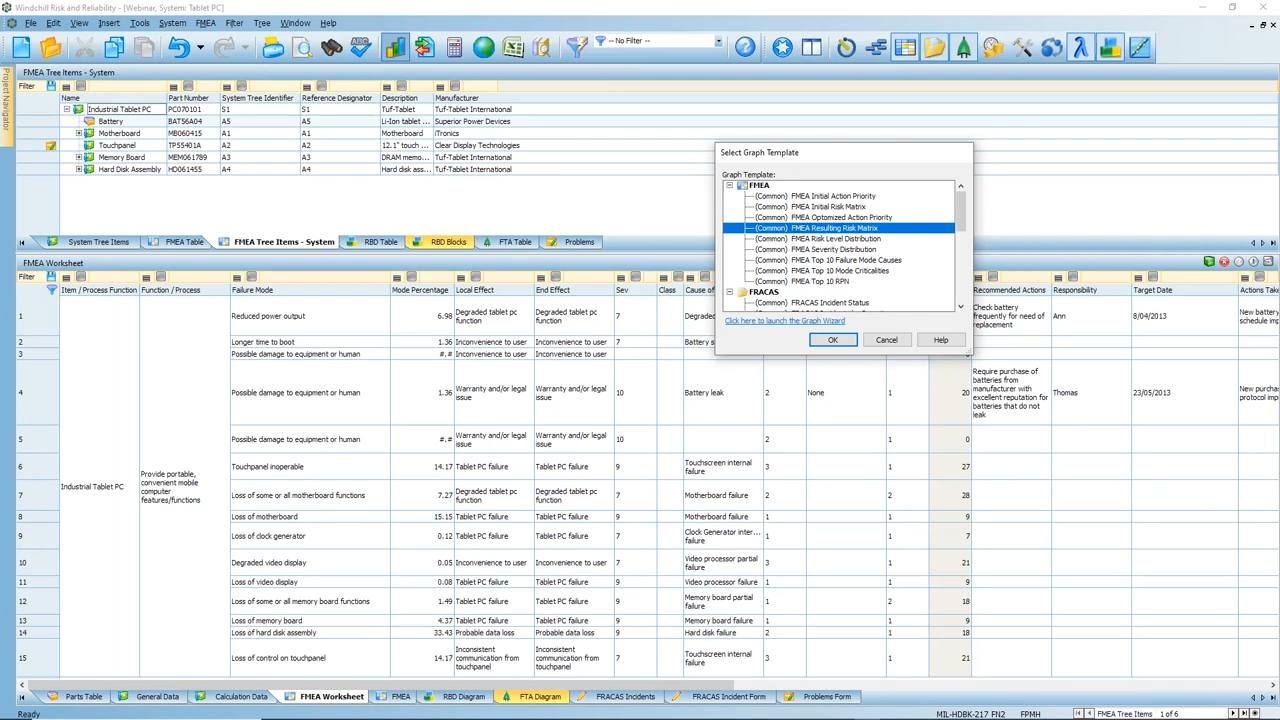 Windchill Risk and Reliability - [Webinar, System: Tablet PC]
File Edit View Insert Tools System FMEA Filter Tree Window Help
-- No Filter --
Project Navigator
FMEA Tree Items - System
Filter
Name Part Number System Tree Identifier Reference Designator Description Manufacturer
Industrial Tablet PC PC070101 S1 S1 Tuf-Tablet Tuf-Tablet International
Battery BAT56A04 A5 A5 Li-Ion tablet ... Superior Power Devices
Motherboard MB060415 A1 A1 Motherboard iTronics
Touchpanel TP55401A A2 A2 12.1" touch ... Clear Display Technologies
Memory Board MEM061789 A3 A3 DRAM memo... Tuf-Tablet International
Hard Disk Assembly HD061455 A4 A4 Hard disk ass... Tuf-Tablet International
System Tree Items FMEA Table FMEA Tree Items - System RBD Table RBD Blocks FTA Table Problems
Select Graph Template
Graph Template:
FMEA
(Common) FMEA Initial Action Priority
(Common) FMEA Initial Risk Matrix
(Common) FMEA Optomized Action Priority
(Common) FMEA Resulting Risk Matrix
(Common) FMEA Risk Level Distribution
(Common) FMEA Severity Distribution
(Common) FMEA Top 10 Failure Mode Causes
(Common) FMEA Top 10 Mode Criticalities
(Common) FMEA Top 10 RPN
FRACAS
(Common) FRACAS Incident Status
Click here to launch the Graph Wizard
OK Cancel Help
FMEA Worksheet
Filter
Item / Process Function Function / Process Failure Mode Mode Percentage Local Effect End Effect Sev Class Cause of Recommended Actions Responsibility Target Date Actions Take
Industrial Tablet PC
Provide portable,
convenient mobile
computer
features/functions
1 Reduced power output 6.98 Degraded tablet pc function Degraded tablet pc function 7 Degraded Check battery frequently for need of replacement Ann 8/04/2013 New battery schedule imp
2 Longer time to boot 1.36 Inconvenience to user Inconvenience to user 7 Battery s
3 Possible damage to equipment or human #.# Inconvenience to user Inconvenience to user
4 Possible damage to equipment or human 1.36 Warranty and/or legal issue Warranty and/or legal issue 10 Battery leak 2 None 1 20 Require purchase of batteries from manufacturer with excellent reputation for batteries that do not leak Thomas 23/05/2013 New purchas protocol imp
5 Possible damage to equipment or human #.# Warranty and/or legal issue Warranty and/or legal issue 10 2 1 0
6 Touchpanel inoperable 14.17 Tablet PC failure Tablet PC failure 9 Touchscreen internal failure 3 1 27
7 Loss of some or all motherboard functions 7.27 Degraded tablet pc function Degraded tablet pc function 7 Motherboard failure 2 2 28
8 Loss of motherboard 15.15 Tablet PC failure Tablet PC failure 9 Motherboard failure 1 1 9
9 Loss of clock generator 0.12 Tablet PC failure Tablet PC failure 7 Clock Generator inter... failure 1 1 7
10 Degraded video display 0.05 Inconvenience to user Inconvenience to user 7 Video processor partial failure 3 1 21
11 Loss of video display 0.08 Tablet PC failure Tablet PC failure 9 Video processor failure 1 1 9
12 Loss of some or all memory board functions 1.49 Tablet PC failure Tablet PC failure 9 Memory board partial failure 1 2 18
13 Loss of memory board 4.37 Tablet PC failure Tablet PC failure 9 Memory board failure 1 1 9
14 Loss of hard disk assembly 33.43 Probable data loss Probable data loss 9 Hard disk failure 2 1 18
15 Loss of control on touchpanel 14.17 Inconsistent communication from touchpanel Inconsistent communication from touchpanel 7 Touchscreen internal failure 3 1 21
Parts Table General Data Calculation Data FMEA Worksheet FMEA RBD Diagram FTA Diagram FRACAS Incidents FRACAS Incident Form Problems Form
Ready MIL-HDBK-217 FN2 FPMH FMEA Tree Items 1 of 6